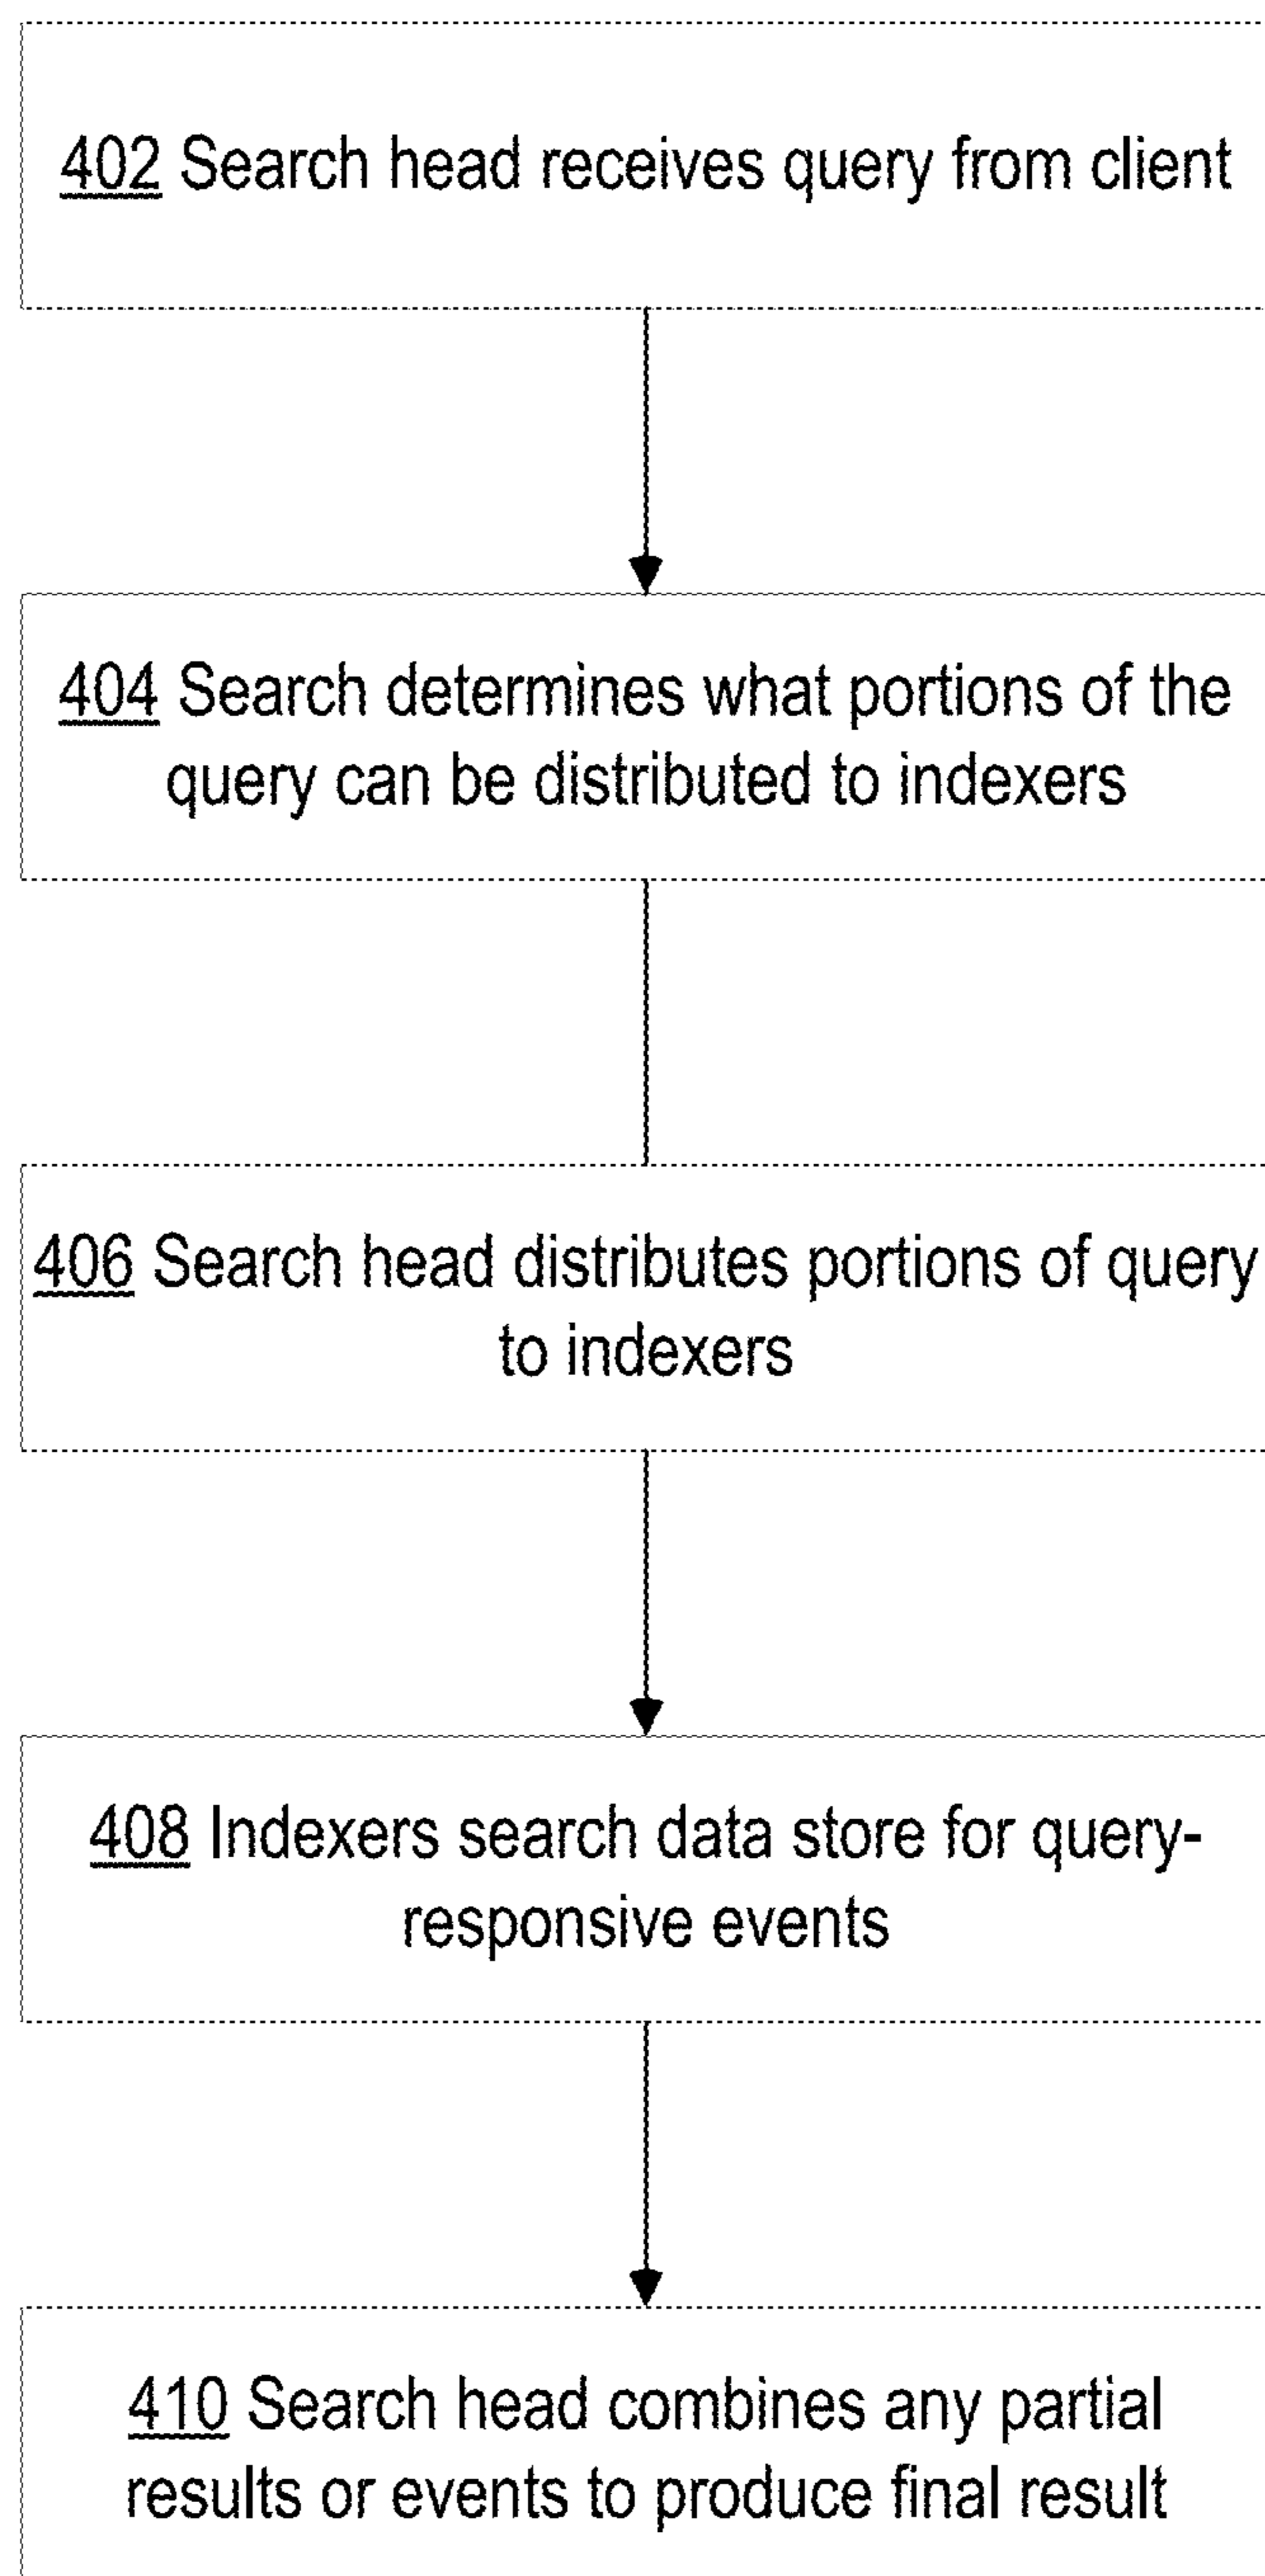 402 Search head receives query from client
404 Search determines what portions of the
query can be distributed to indexers
406 Search head distributes portions of query
to indexers
408 Indexers search data store for query-
responsive events
410 Search head combines any partial
results or events to produce final result